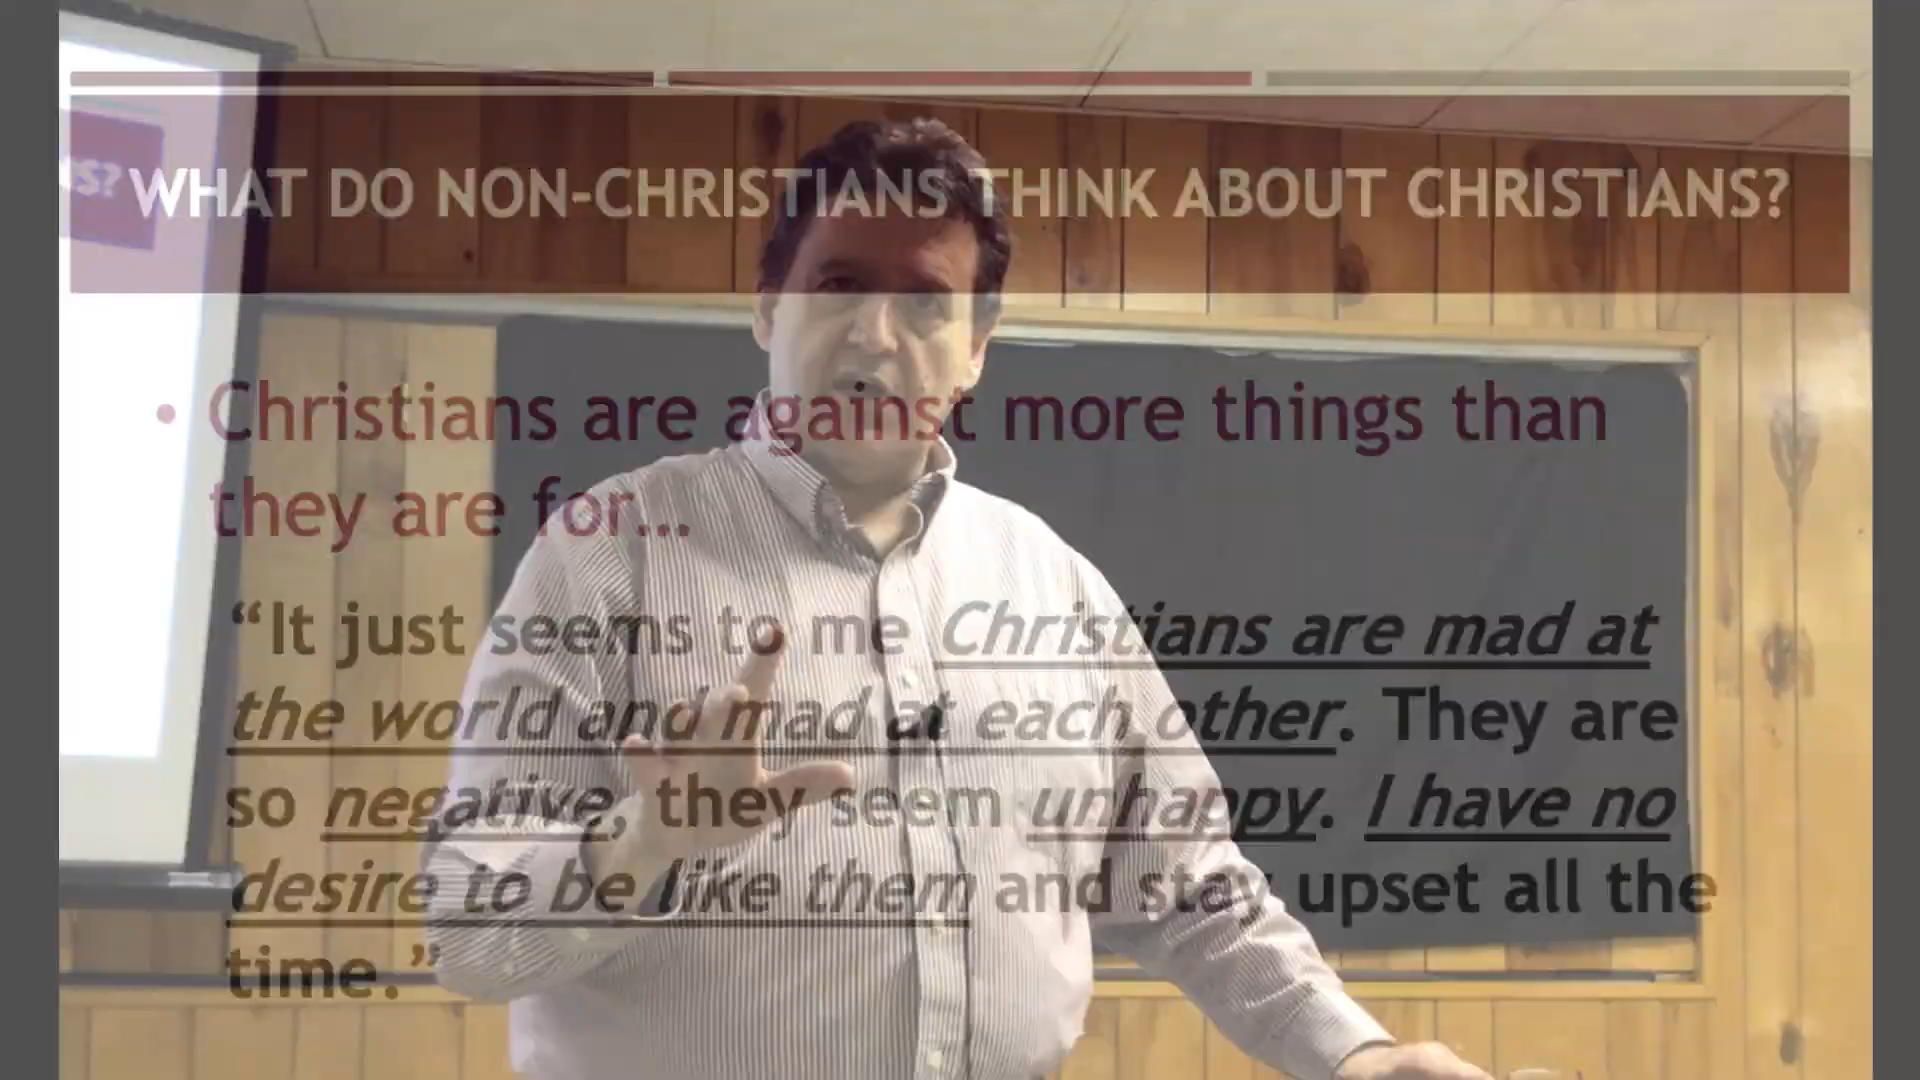 WHAT DO NON-CHRISTIANS THINK ABOUT CHRISTIANS?
NS?
• Christians are against more things than
they are for...
“It just seems to me Christians are mad at
the world and mad at each other. They are
so negative, they seem unhappy. I have no
desire to be like them and stay upset all the
time.”